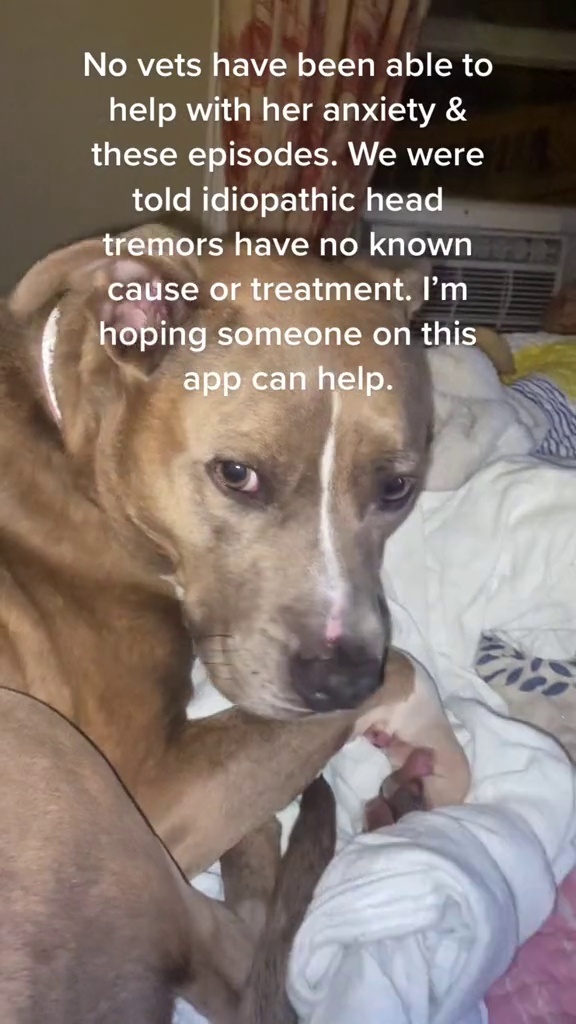 No vets have been able to
help with her anxiety &
these episodes. We were
told idiopathic head
tremors have no known
cause or treatment. I’m
hoping someone on this
app can help.